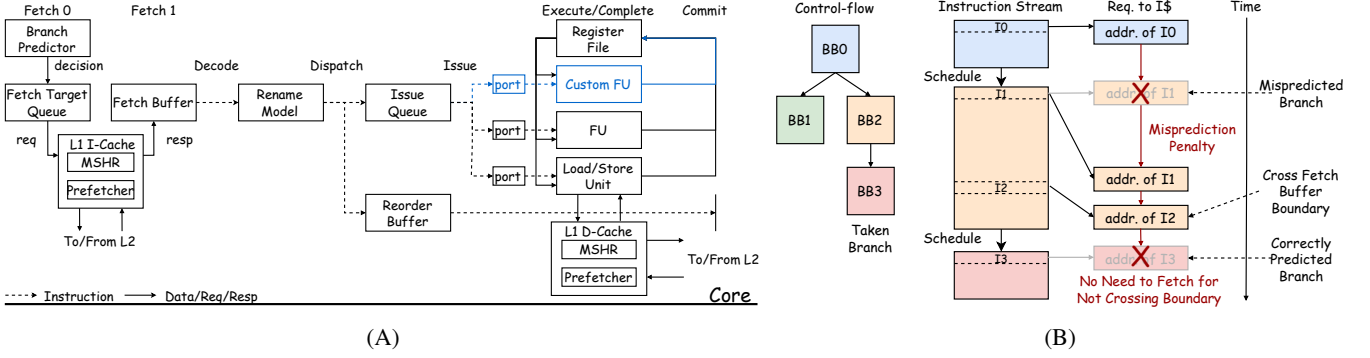 Fetch 0
Fetch 1
Execute/Complete
Commit
Branch
Predictor
decision
Fetch Target
Queue
req
L1 I-Cache
MSHR
Prefetcher
resp
To/From L2
Fetch Buffer
Decode
Rename
Model
Dispatch
Issue
Queue
Issue
port
port
port
Register
File
Custom FU
FU
Load/Store
Unit
Reorder
Buffer
L1 D-Cache
MSHR
Prefetcher
To/From L2
Instruction
Data/Req/Resp
Core
(A)
Control-flow
BB0
BB1
BB2
BB3
Taken
Branch
Instruction Stream
Req. to I$
Time
I0
addr. of I0
Schedule
I1
addr. of I1
Mispredicted
Branch
Misprediction
Penalty
addr. of I1
I2
addr. of I2
Cross Fetch
Buffer
Boundary
Schedule
I3
addr. of I3
Correctly
Predicted
Branch
No Need to Fetch for
Not Crossing Boundary
(B)